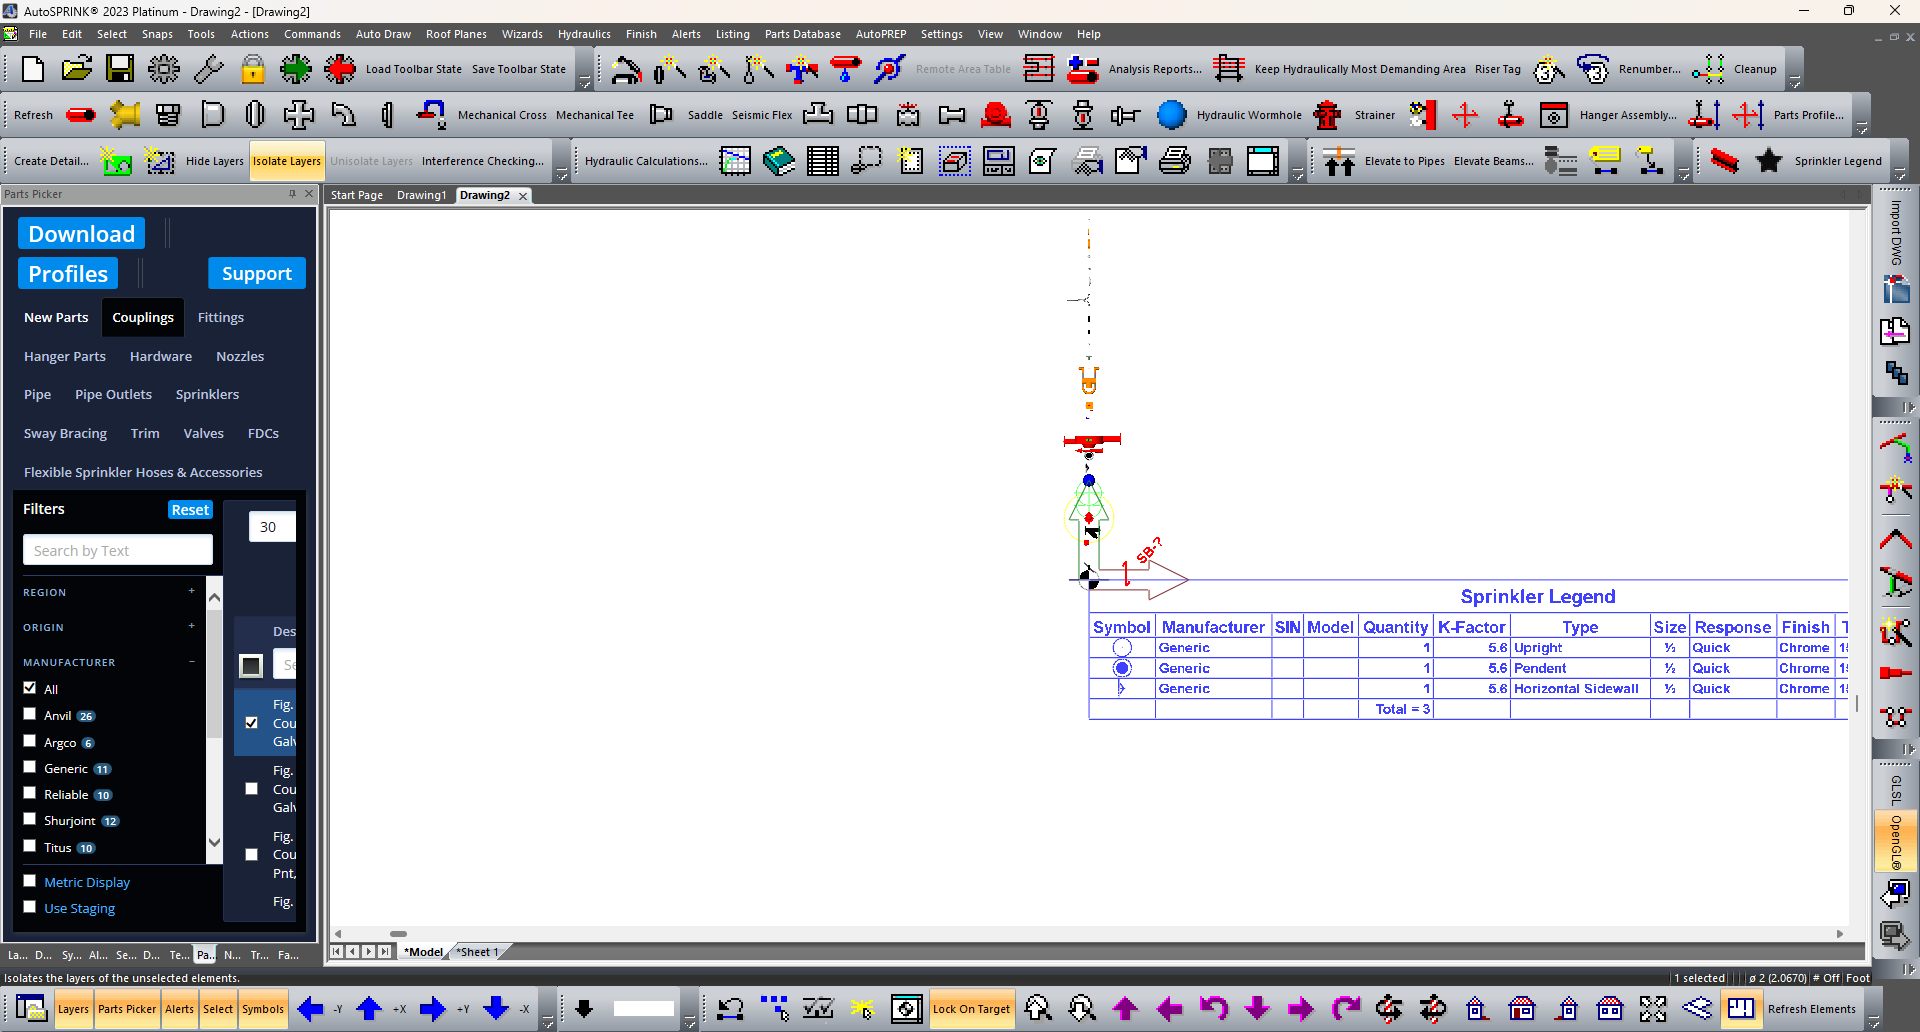 AutoSPRINK® 2023 Platinum - Drawing2 - [Drawing2]
File Edit Select Snaps Tools Actions Commands Auto Draw Roof Planes Wizards Hydraulics Finish Alerts Listing Parts Database AutoPREP Settings View Window Help
Load Toolbar State Save Toolbar State Remote Area Table Analysis Reports... Keep Hydraulically Most Demanding Area Riser Tag Renumber... Cleanup
Refresh Mechanical Cross Mechanical Tee Saddle Seismic Flex Hydraulic Wormhole Strainer Hanger Assembly... Parts Profile...
Create Detail... Hide Layers Isolate Layers Unisolate Layers Interference Checking... Hydraulic Calculations... Elevate to Pipes Elevate Beams... Sprinkler Legend
Parts Picker
Start Page Drawing1 Drawing2
Download
Profiles Support
New Parts Couplings Fittings
Hanger Parts Hardware Nozzles
Pipe Pipe Outlets Sprinklers
Sway Bracing Trim Valves FDCs
Flexible Sprinkler Hoses & Accessories
Filters Reset
30
Search by Text
REGION +
ORIGIN +
MANUFACTURER −
All
Anvil 26
Argco 6
Generic 11
Reliable 10
Shurjoint 12
Titus 10
Metric Display
Use Staging
Des
Se
Fig.
Cou
Galv
Fig.
Cou
Galv
Fig.
Cou
Pnt,
Fig.
SB-?
Sprinkler Legend
Symbol Manufacturer SIN Model Quantity K-Factor Type Size Response Finish T
Generic 1 5.6 Upright ½ Quick Chrome
Generic 1 5.6 Pendent ½ Quick Chrome
Generic 1 5.6 Horizontal Sidewall ½ Quick Chrome
Total = 3
Import DWG
GLSL
OpenGL®
*Model *Sheet 1
La... D... Sy... Al... Se... D... Te... Pa... N... Tr... Fa...
Isolates the layers of the unselected elements.
1 selected ø 2 (2.0670) # Off Foot
Layers Parts Picker Alerts Select Symbols -Y +X +Y -X Lock On Target Refresh Elements